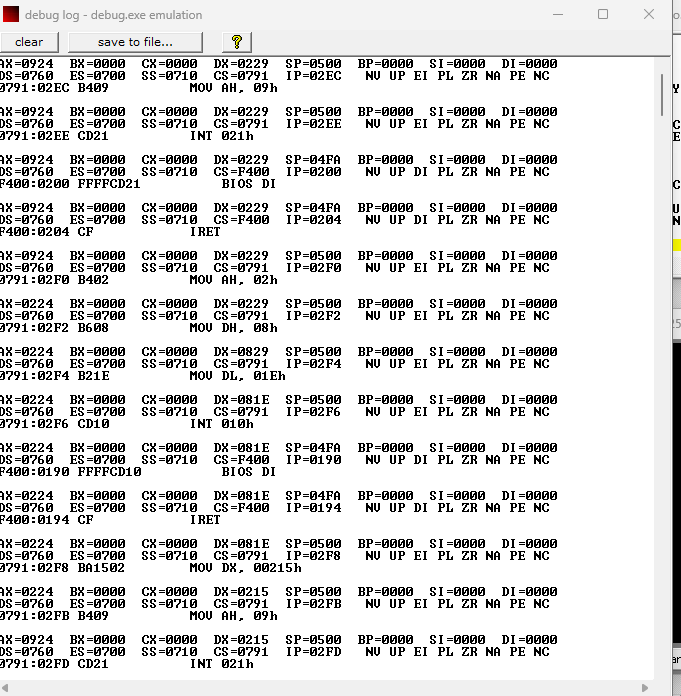 debug log - debug.exe emulation
clear
save to file...
?
AX=0924 BX=0000 CX=0000 DX=0229 SP=0500 BP=0000 SI=0000 DI=0000
DS=0760 ES=0700 SS=0710 CS=0791 IP=02EC NV UP EI PL ZR NA PE NC
0791:02EC B409 MOV AH, 09h
AX=0924 BX=0000 CX=0000 DX=0229 SP=0500 BP=0000 SI=0000 DI=0000
DS=0760 ES=0700 SS=0710 CS=0791 IP=02EE NV UP EI PL ZR NA PE NC
0791:02EE CD21 INT 021h
AX=0924 BX=0000 CX=0000 DX=0229 SP=04FA BP=0000 SI=0000 DI=0000
DS=0760 ES=0700 SS=0710 CS=F400 IP=0200 NV UP DI PL ZR NA PE NC
F400:0200 FFFFCD21 BIOS DI
AX=0924 BX=0000 CX=0000 DX=0229 SP=04FA BP=0000 SI=0000 DI=0000
DS=0760 ES=0700 SS=0710 CS=F400 IP=0204 NV UP DI PL ZR NA PE NC
F400:0204 CF IRET
AX=0924 BX=0000 CX=0000 DX=0229 SP=0500 BP=0000 SI=0000 DI=0000
DS=0760 ES=0700 SS=0710 CS=0791 IP=02F0 NV UP EI PL ZR NA PE NC
0791:02F0 B402 MOV AH, 02h
AX=0224 BX=0000 CX=0000 DX=0229 SP=0500 BP=0000 SI=0000 DI=0000
DS=0760 ES=0700 SS=0710 CS=0791 IP=02F2 NV UP EI PL ZR NA PE NC
0791:02F2 B608 MOV DH, 08h
AX=0224 BX=0000 CX=0000 DX=0829 SP=0500 BP=0000 SI=0000 DI=0000
DS=0760 ES=0700 SS=0710 CS=0791 IP=02F4 NV UP EI PL ZR NA PE NC
0791:02F4 B21E MOV DL, 01Eh
AX=0224 BX=0000 CX=0000 DX=081E SP=0500 BP=0000 SI=0000 DI=0000
DS=0760 ES=0700 SS=0710 CS=0791 IP=02F6 NV UP EI PL ZR NA PE NC
0791:02F6 CD10 INT 010h
AX=0224 BX=0000 CX=0000 DX=081E SP=04FA BP=0000 SI=0000 DI=0000
DS=0760 ES=0700 SS=0710 CS=F400 IP=0190 NV UP DI PL ZR NA PE NC
F400:0190 FFFFCD10 BIOS DI
AX=0224 BX=0000 CX=0000 DX=081E SP=04FA BP=0000 SI=0000 DI=0000
DS=0760 ES=0700 SS=0710 CS=F400 IP=0194 NV UP DI PL ZR NA PE NC
F400:0194 CF IRET
AX=0224 BX=0000 CX=0000 DX=081E SP=0500 BP=0000 SI=0000 DI=0000
DS=0760 ES=0700 SS=0710 CS=0791 IP=02F8 NV UP EI PL ZR NA PE NC
0791:02F8 BA1502 MOV DX, 00215h
AX=0224 BX=0000 CX=0000 DX=0215 SP=0500 BP=0000 SI=0000 DI=0000
DS=0760 ES=0700 SS=0710 CS=0791 IP=02FB NV UP EI PL ZR NA PE NC
0791:02FB B409 MOV AH, 09h
AX=0924 BX=0000 CX=0000 DX=0215 SP=0500 BP=0000 SI=0000 DI=0000
DS=0760 ES=0700 SS=0710 CS=0791 IP=02FD NV UP EI PL ZR NA PE NC
0791:02FD CD21 INT 021h